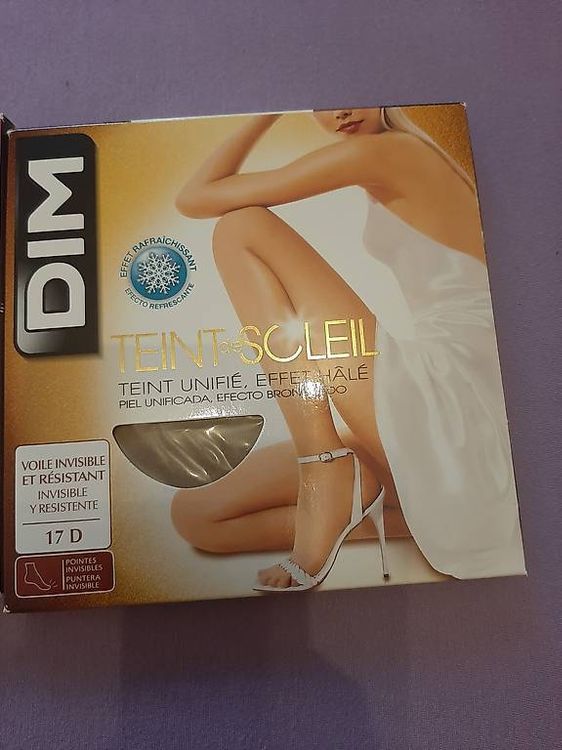 DIM
EFFET RAFRAÎCHISSANT
EFECTO REFRESCANTE
TEINT de SOLEIL
TEINT UNIFIÉ, EFFET HÂLÉ
PIEL UNIFICADA, EFECTO BRONCEADO
VOILE INVISIBLE
ET RÉSISTANT
INVISIBLE
Y RESISTENTE
17 D
POINTES
INVISIBLES
PUNTERA
INVISIBLE